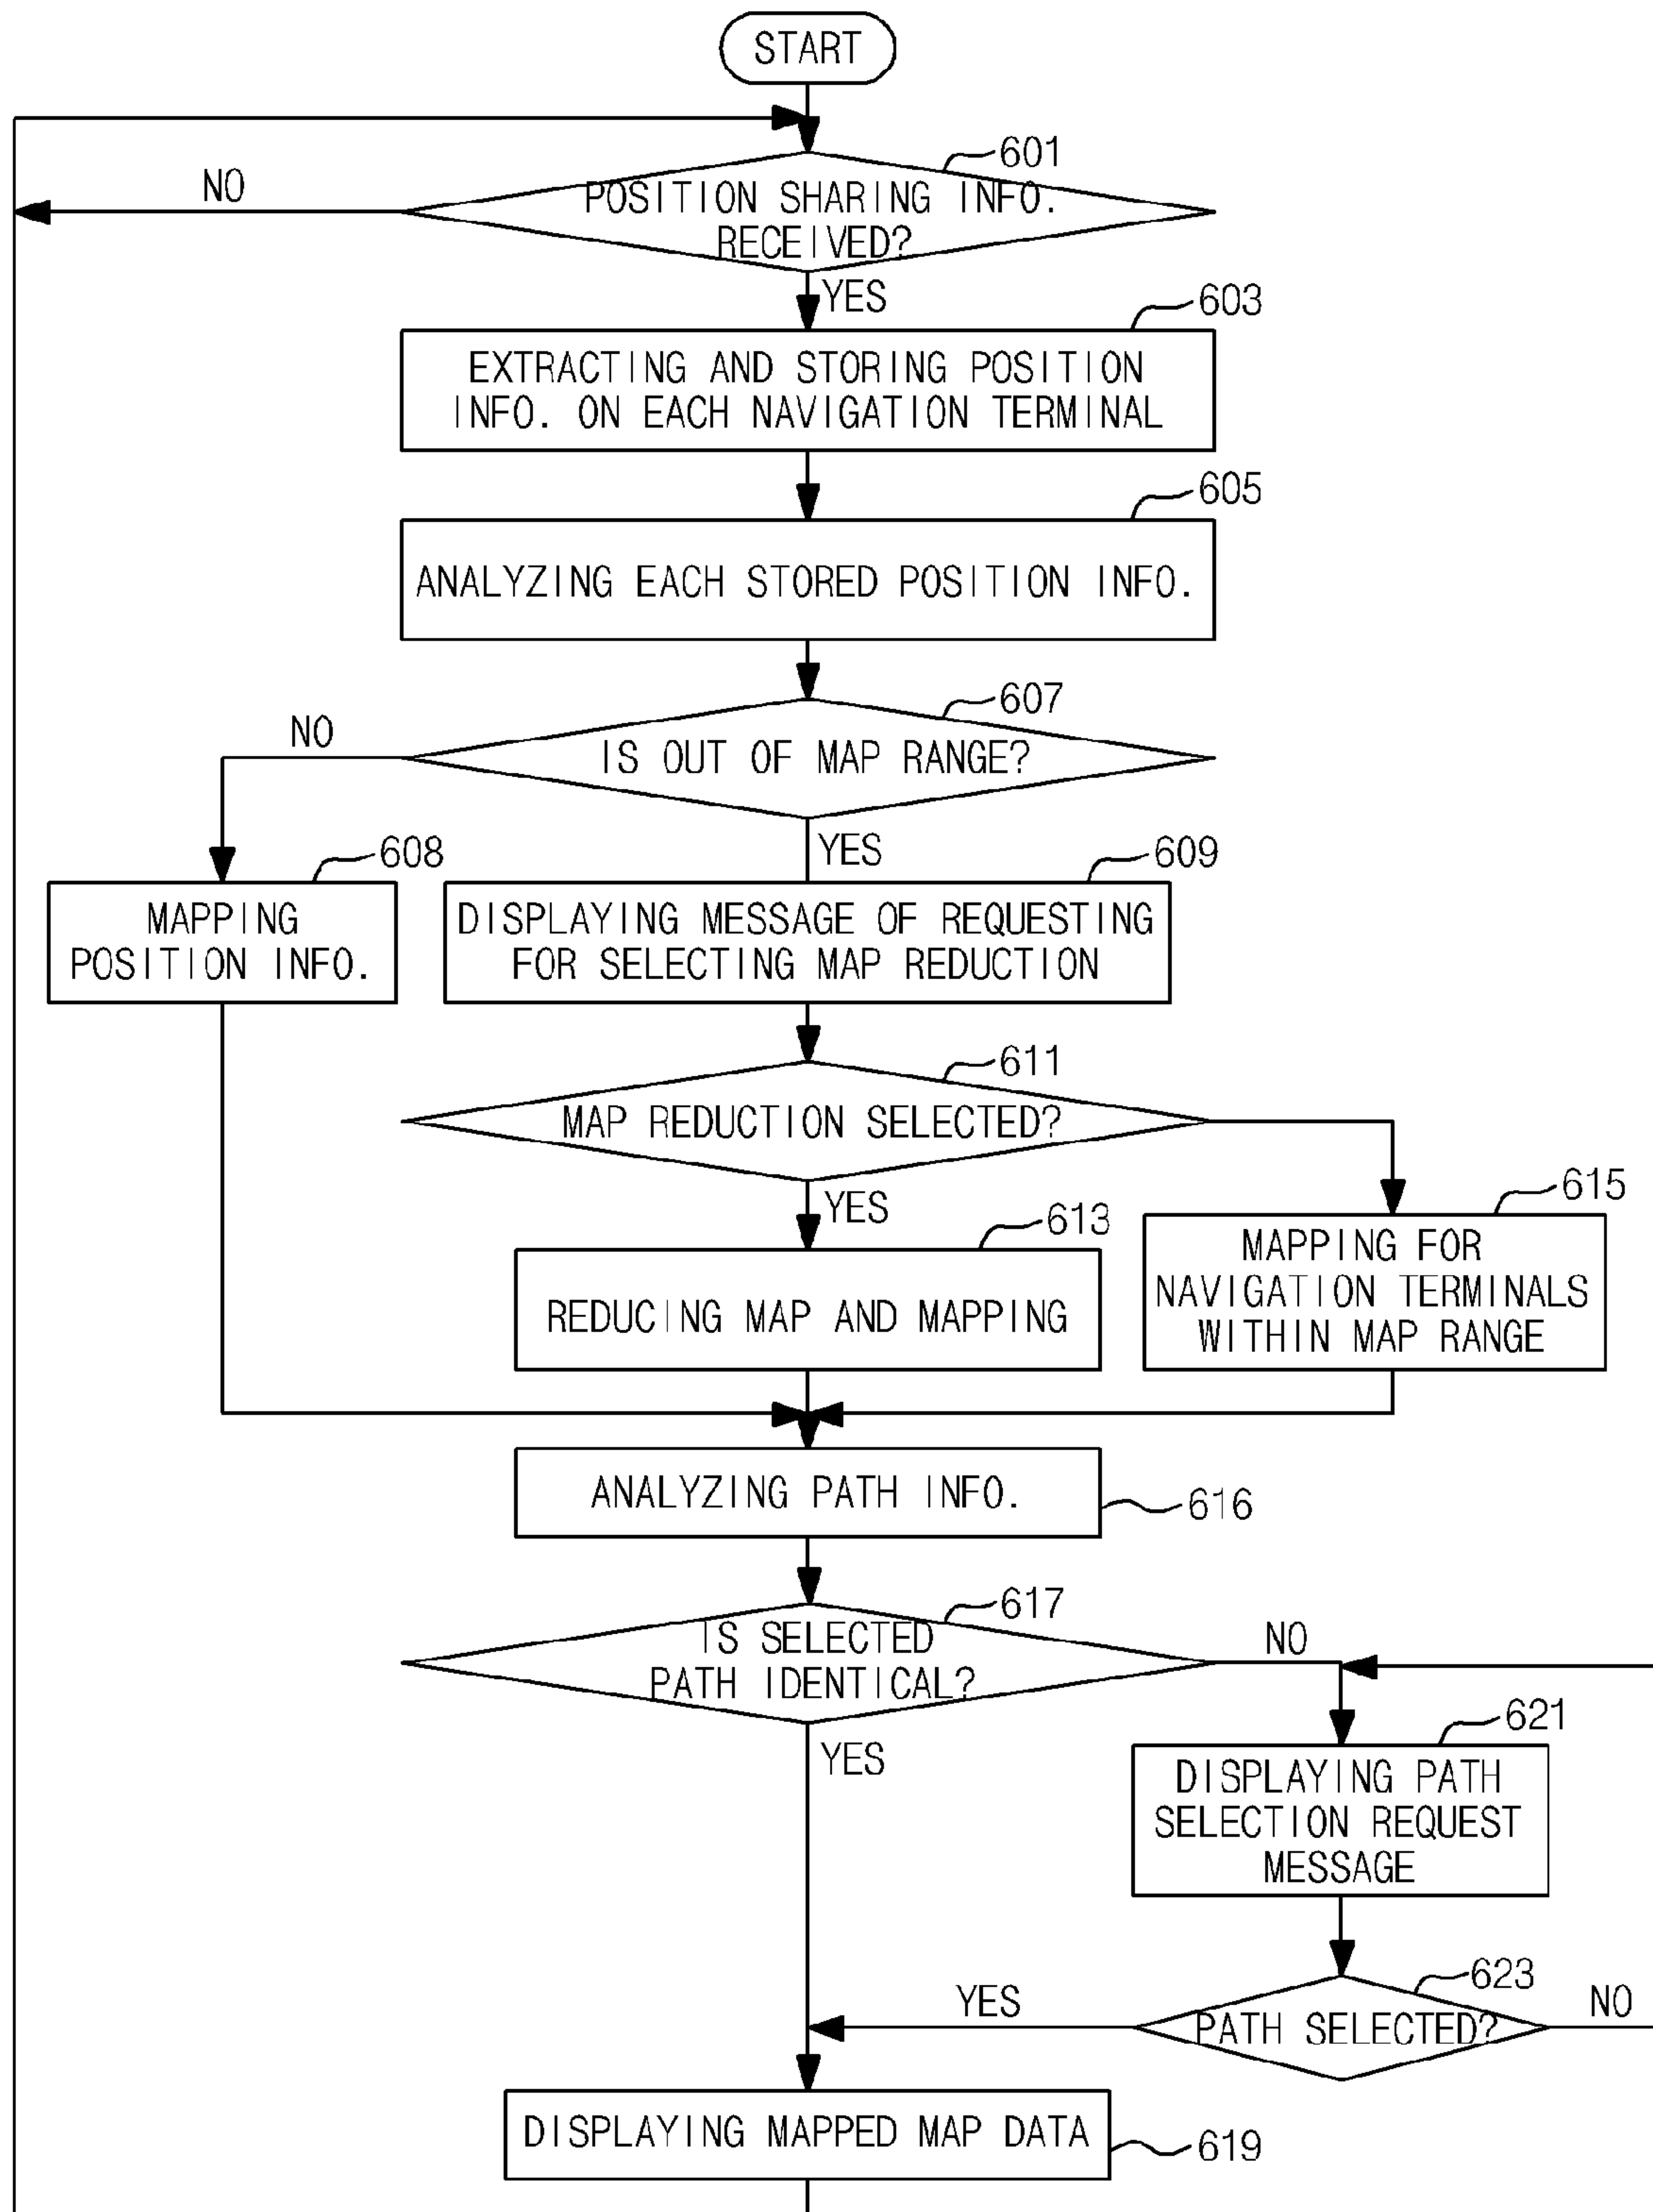 START
601
NO
POSITION SHARING INFO.
RECEIVED?
YES
603
EXTRACTING AND STORING POSITION
INFO. ON EACH NAVIGATION TERMINAL
605
ANALYZING EACH STORED POSITION INFO.
607
NO
IS OUT OF MAP RANGE?
YES
608
609
MAPPING
POSITION INFO.
DISPLAYING MESSAGE OF REQUESTING
FOR SELECTING MAP REDUCTION
611
MAP REDUCTION SELECTED?
YES
613
615
REDUCING MAP AND MAPPING
MAPPING FOR
NAVIGATION TERMINALS
WITHIN MAP RANGE
ANALYZING PATH INFO.
616
617
IS SELECTED
PATH IDENTICAL?
NO
YES
621
DISPLAYING PATH
SELECTION REQUEST
MESSAGE
623
YES
PATH SELECTED?
NO
DISPLAYING MAPPED MAP DATA
619